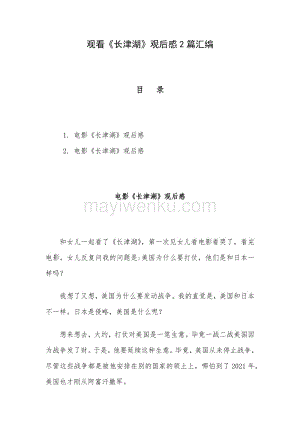 观看《长津湖》观后感2篇汇编
目 录
1. 电影《长津湖》观后感
2. 电影《长津湖》观后感
电影《长津湖》观后感
mayiwenku.com
和女儿一起看了《长津湖》，第一次见女儿看电影看哭了。看完
电影，女儿反复问我的问题是：美国为什么要打仗，他们是和日本一
样吗？
我想了又想，美国为什么要发动战争。我的直觉是，美国和日本
不一样。日本是侵略，美国是什么呢？
想来想去，大约，打仗对美国是一笔生意。毕竟一战二战美国因
为战争发了财。于是，他要延续这种生意。毕竟，美国从来停止战争，
尽管这些战争都是被他安排在别的国家的领土上。哪怕到了 2021 年，
美国也才刚从阿富汗撤军。